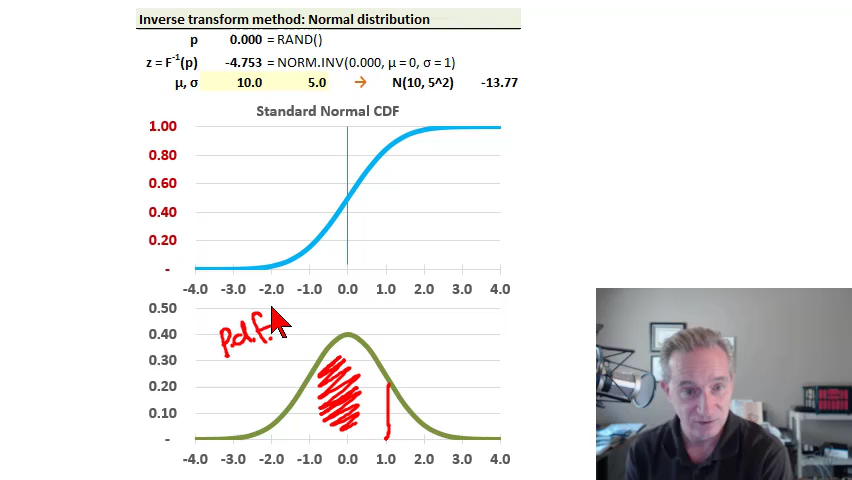 Inverse transform method: Normal distribution
p 0.000 = RAND()
z = F⁻¹(p) -4.753 = NORM.INV(0.000, μ = 0, σ = 1)
μ, σ 10.0 5.0 → N(10, 5^2) -13.77
Standard Normal CDF
1.00
0.80
0.60
0.40
0.20
-
-4.0 -3.0 -2.0 -1.0 0.0 1.0 2.0 3.0 4.0
0.50
p.d.f.
0.40
0.30
0.20
0.10
-
-4.0 -3.0 -2.0 -1.0 0.0 1.0 2.0 3.0 4.0